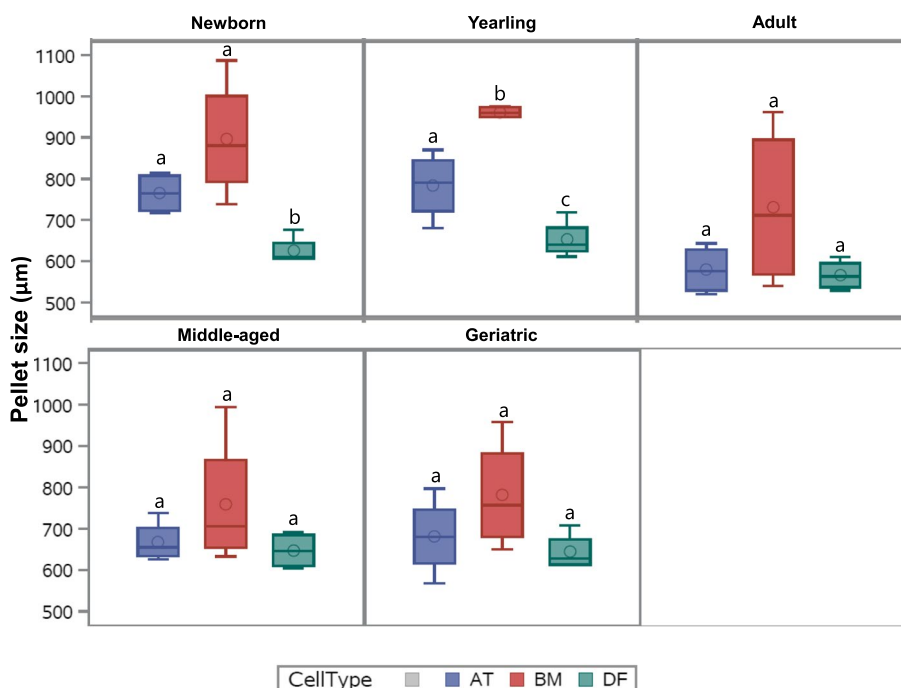 Newborn Yearling Adult
Pellet size (µm)
1100 a
1000 b a
900 a
800 a
700 c a
600 b a
500
Middle-aged Geriatric
1100
1000 a a
900
800 a
700 a a a
600
500
CellType AT BM DF